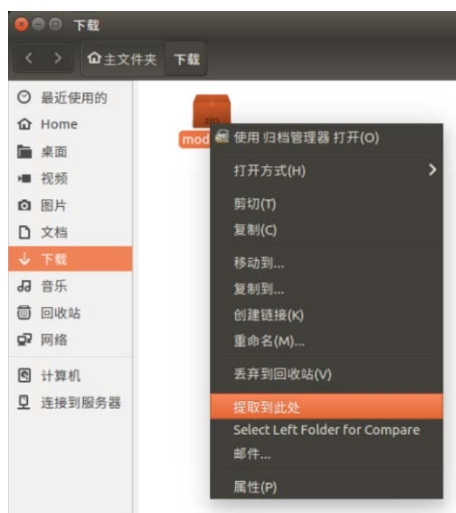 下载
主文件夹 下载
最近使用的
Home
桌面
视频
图片
文档
下载
音乐
回收站
网络
计算机
连接到服务器
zip
mod
使用 归档管理器 打开(O)
打开方式(H)
剪切(T)
复制(C)
移动到...
复制到...
创建链接(K)
重命名(M)...
丢弃到回收站(V)
提取到此处
Select Left Folder for Compare
邮件...
属性(P)